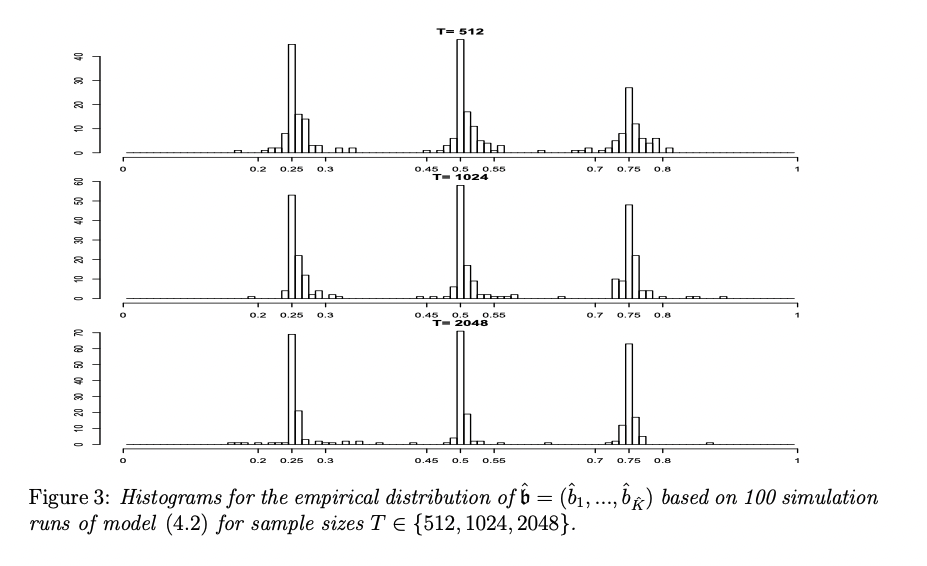 T= 512
40
30
20
10
0
0 0.2 0.25 0.3 0.45 0.5 0.55 0.7 0.75 0.8 1
T= 1024
60
50
40
30
20
10
0
0 0.2 0.25 0.3 0.45 0.5 0.55 0.7 0.75 0.8 1
T= 2048
70
60
50
40
30
20
10
0
0 0.2 0.25 0.3 0.45 0.5 0.55 0.7 0.75 0.8 1
Figure 3: Histograms for the empirical distribution of 𝔟̂ = (b̂₁, ..., b̂_K̂) based on 100 simulation
runs of model (4.2) for sample sizes T ∈ {512, 1024, 2048}.